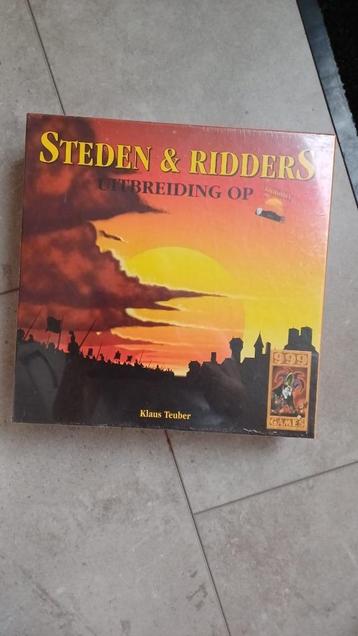 STEDEN & RIDDERS
UITBREIDING OP
Klaus Teuber
999
GAMES